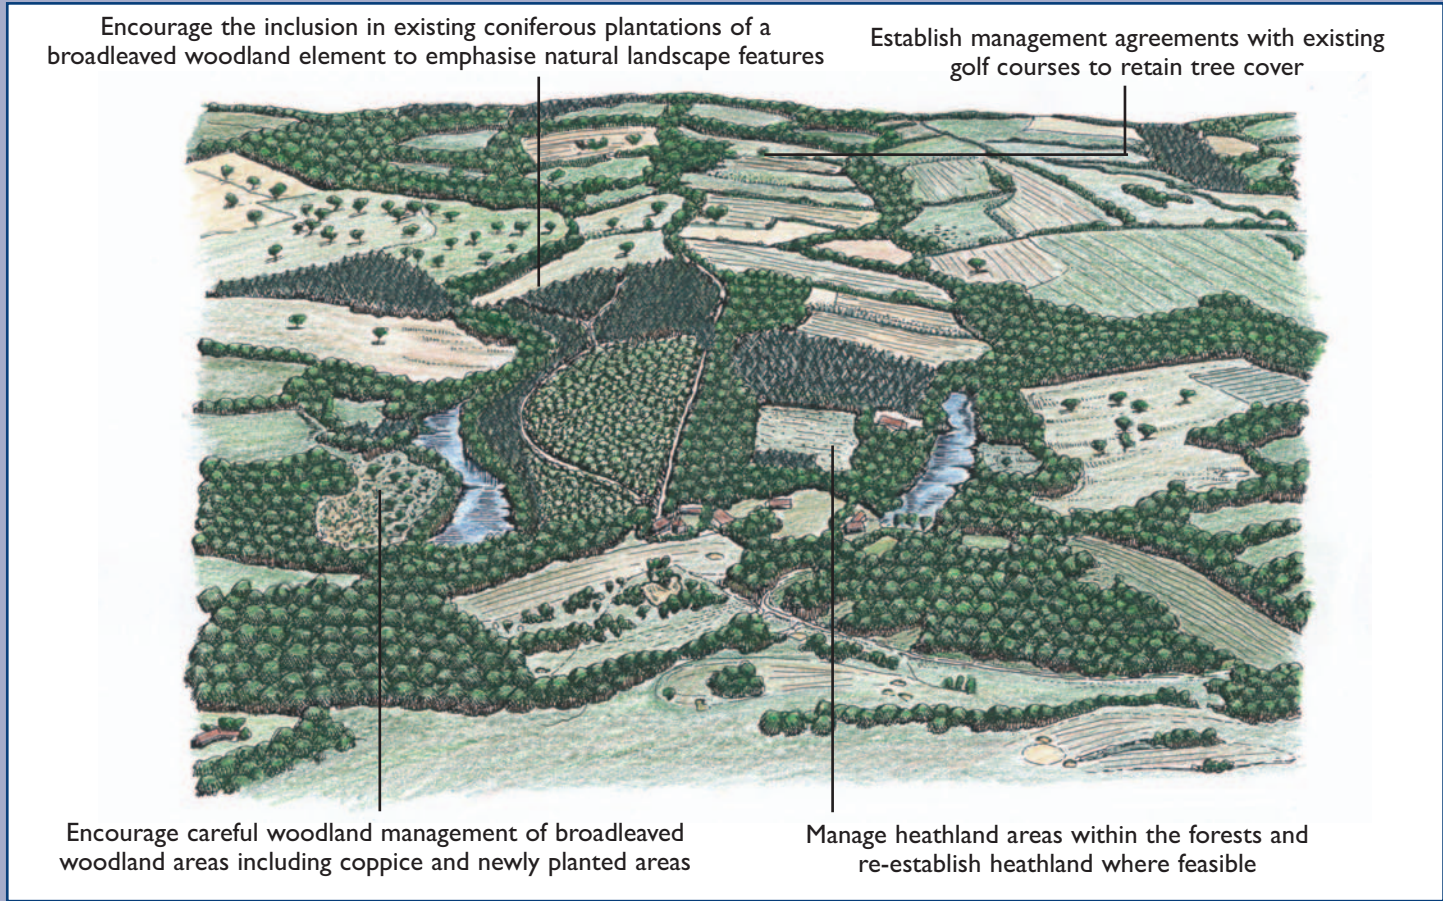 Encourage the inclusion in existing coniferous plantations of a
broadleaved woodland element to emphasise natural landscape features
Establish management agreements with existing
golf courses to retain tree cover
Encourage careful woodland management of broadleaved
woodland areas including coppice and newly planted areas
Manage heathland areas within the forests and
re-establish heathland where feasible